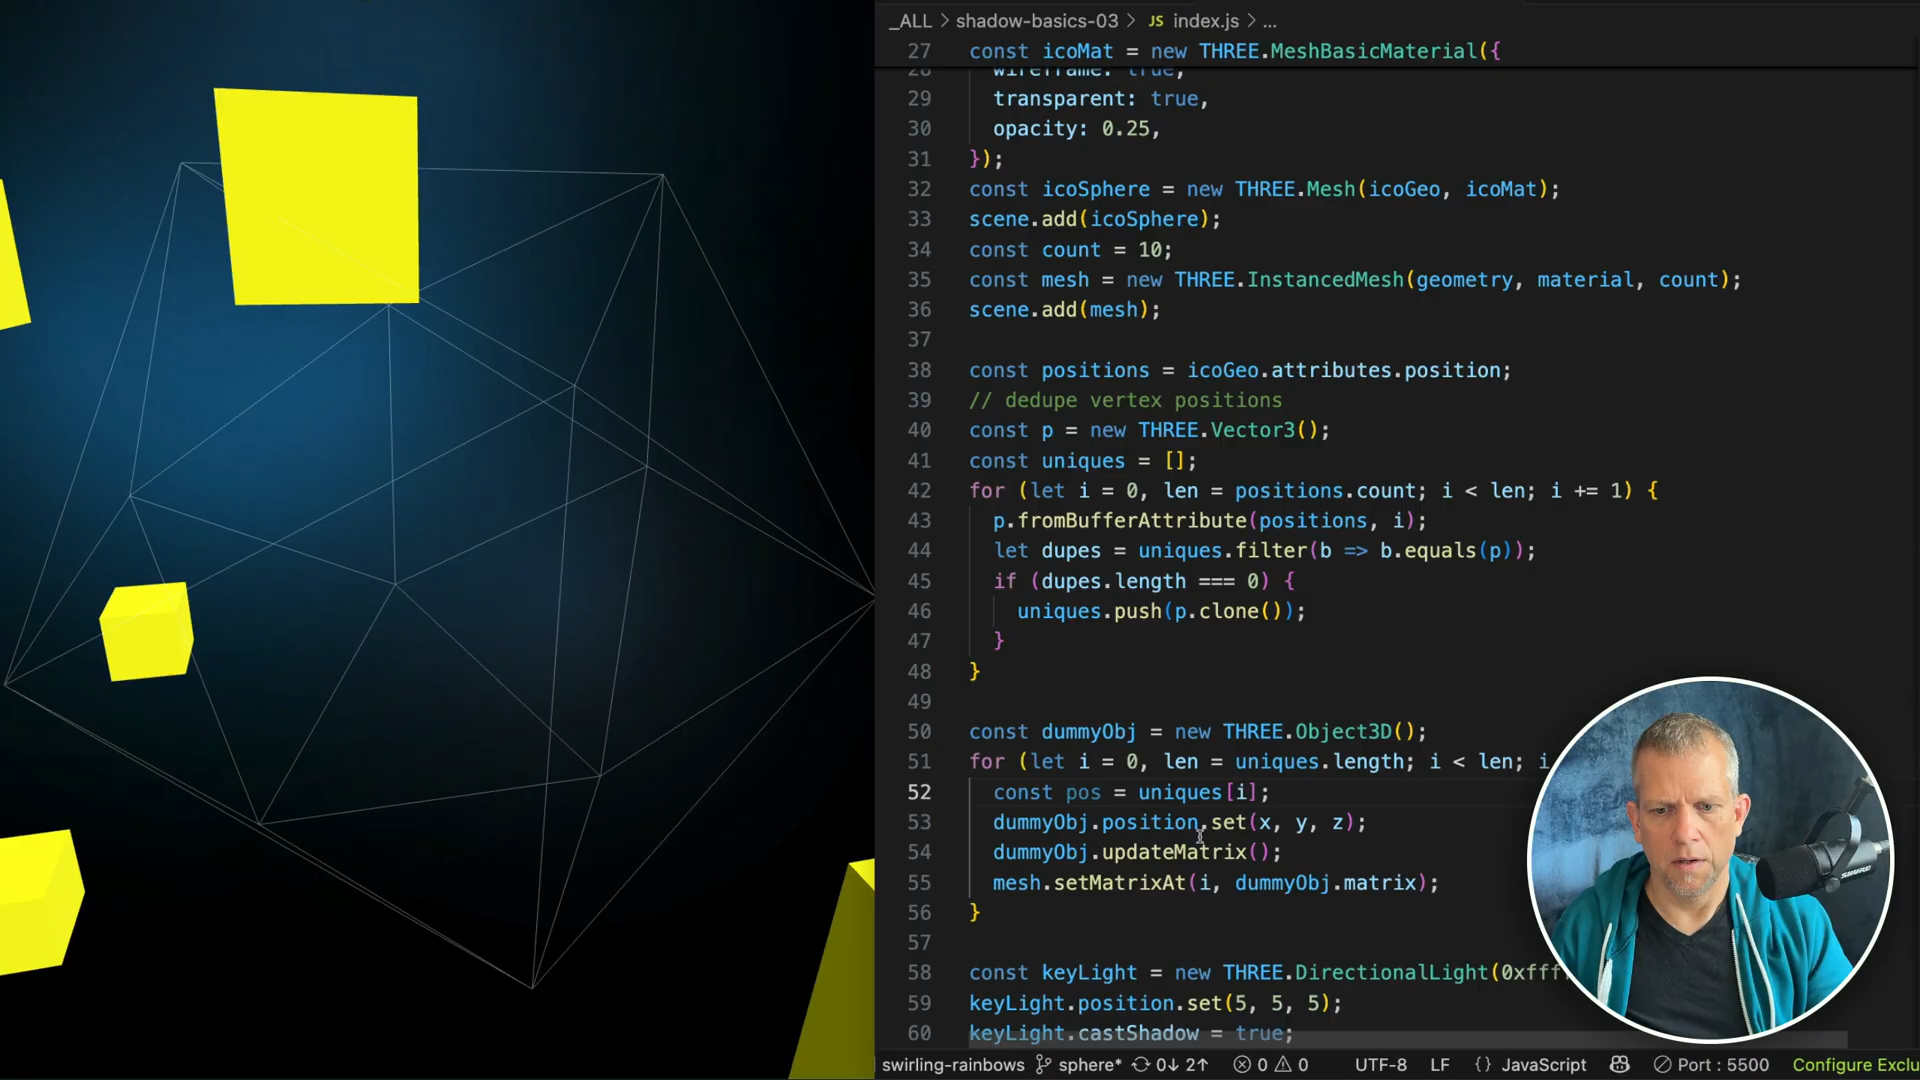 _ALL > shadow-basics-03 > JS index.js > ...
27 const icoMat = new THREE.MeshBasicMaterial({
28 wireframe: true,
29 transparent: true,
30 opacity: 0.25,
31 });
32 const icoSphere = new THREE.Mesh(icoGeo, icoMat);
33 scene.add(icoSphere);
34 const count = 10;
35 const mesh = new THREE.InstancedMesh(geometry, material, count);
36 scene.add(mesh);
37
38 const positions = icoGeo.attributes.position;
39 // dedupe vertex positions
40 const p = new THREE.Vector3();
41 const uniques = [];
42 for (let i = 0, len = positions.count; i < len; i += 1) {
43 p.fromBufferAttribute(positions, i);
44 let dupes = uniques.filter(b => b.equals(p));
45 if (dupes.length === 0) {
46 uniques.push(p.clone());
47 }
48 }
49
50 const dummyObj = new THREE.Object3D();
51 for (let i = 0, len = uniques.length; i < len; i
52 const pos = uniques[i];
53 dummyObj.position.set(x, y, z);
54 dummyObj.updateMatrix();
55 mesh.setMatrixAt(i, dummyObj.matrix);
56 }
57
58 const keyLight = new THREE.DirectionalLight(0xfff
59 keyLight.position.set(5, 5, 5);
60 keyLight.castShadow = true;
swirling-rainbows sphere* 0↓ 2↑ 0 0 UTF-8 LF {} JavaScript Port : 5500 Configure Exclu
SHURE